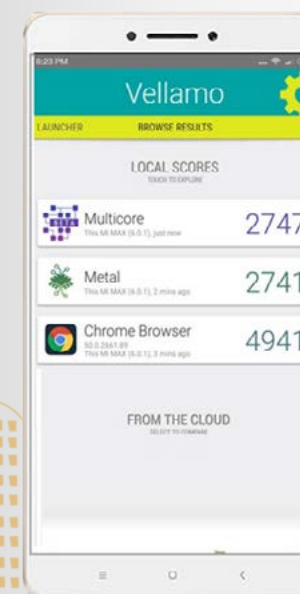 8:23 PM
Vellamo
LAUNCHER
BROWSE RESULTS
LOCAL SCORES
TOUCH TO EXPLORE
BETA
Multicore
This MI MAX (6.0.1), just now
2747
Metal
This MI MAX (6.0.1), 2 mins ago
2741
Chrome Browser
50.0.2661.89
This MI MAX (6.0.1), 3 mins ago
4941
FROM THE CLOUD
SELECT TO COMPARE